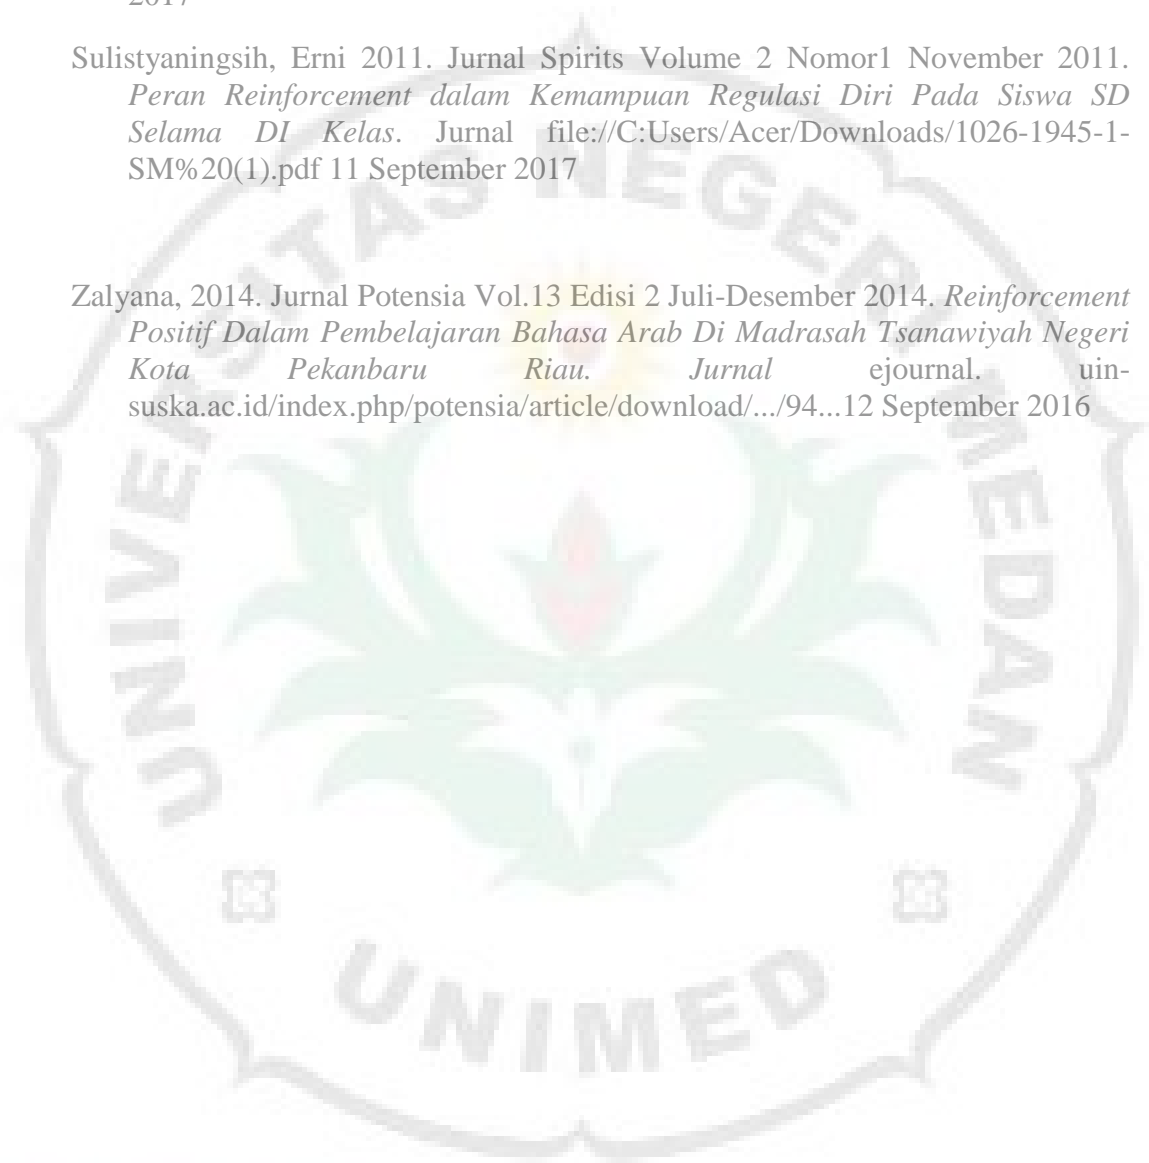 2017
Sulistyaningsih, Erni 2011. Jurnal Spirits Volume 2 Nomor1 November 2011.
Peran Reinforcement dalam Kemampuan Regulasi Diri Pada Siswa SD
Selama DI Kelas. Jurnal file://C:Users/Acer/Downloads/1026-1945-1-
SM%20(1).pdf 11 September 2017
Zalyana, 2014. Jurnal Potensia Vol.13 Edisi 2 Juli-Desember 2014. Reinforcement
Positif Dalam Pembelajaran Bahasa Arab Di Madrasah Tsanawiyah Negeri
Kota Pekanbaru Riau. Jurnal ejournal. uin-
suska.ac.id/index.php/potensia/article/download/.../94...12 September 2016
UNIVERSITAS NEGERI MEDAN
UNIMED